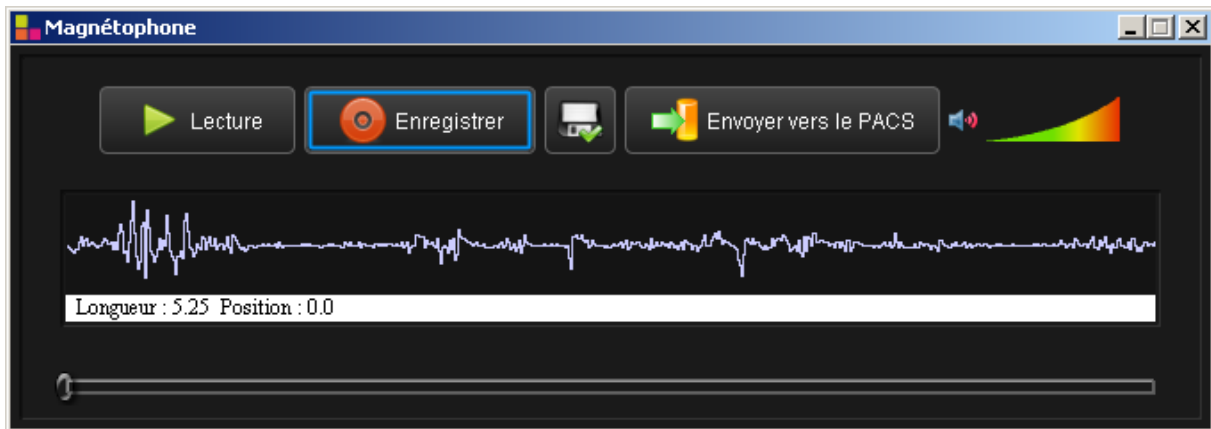 Magnétophone
Lecture Enregistrer Envoyer vers le PACS
Longueur : 5.25 Position : 0.0